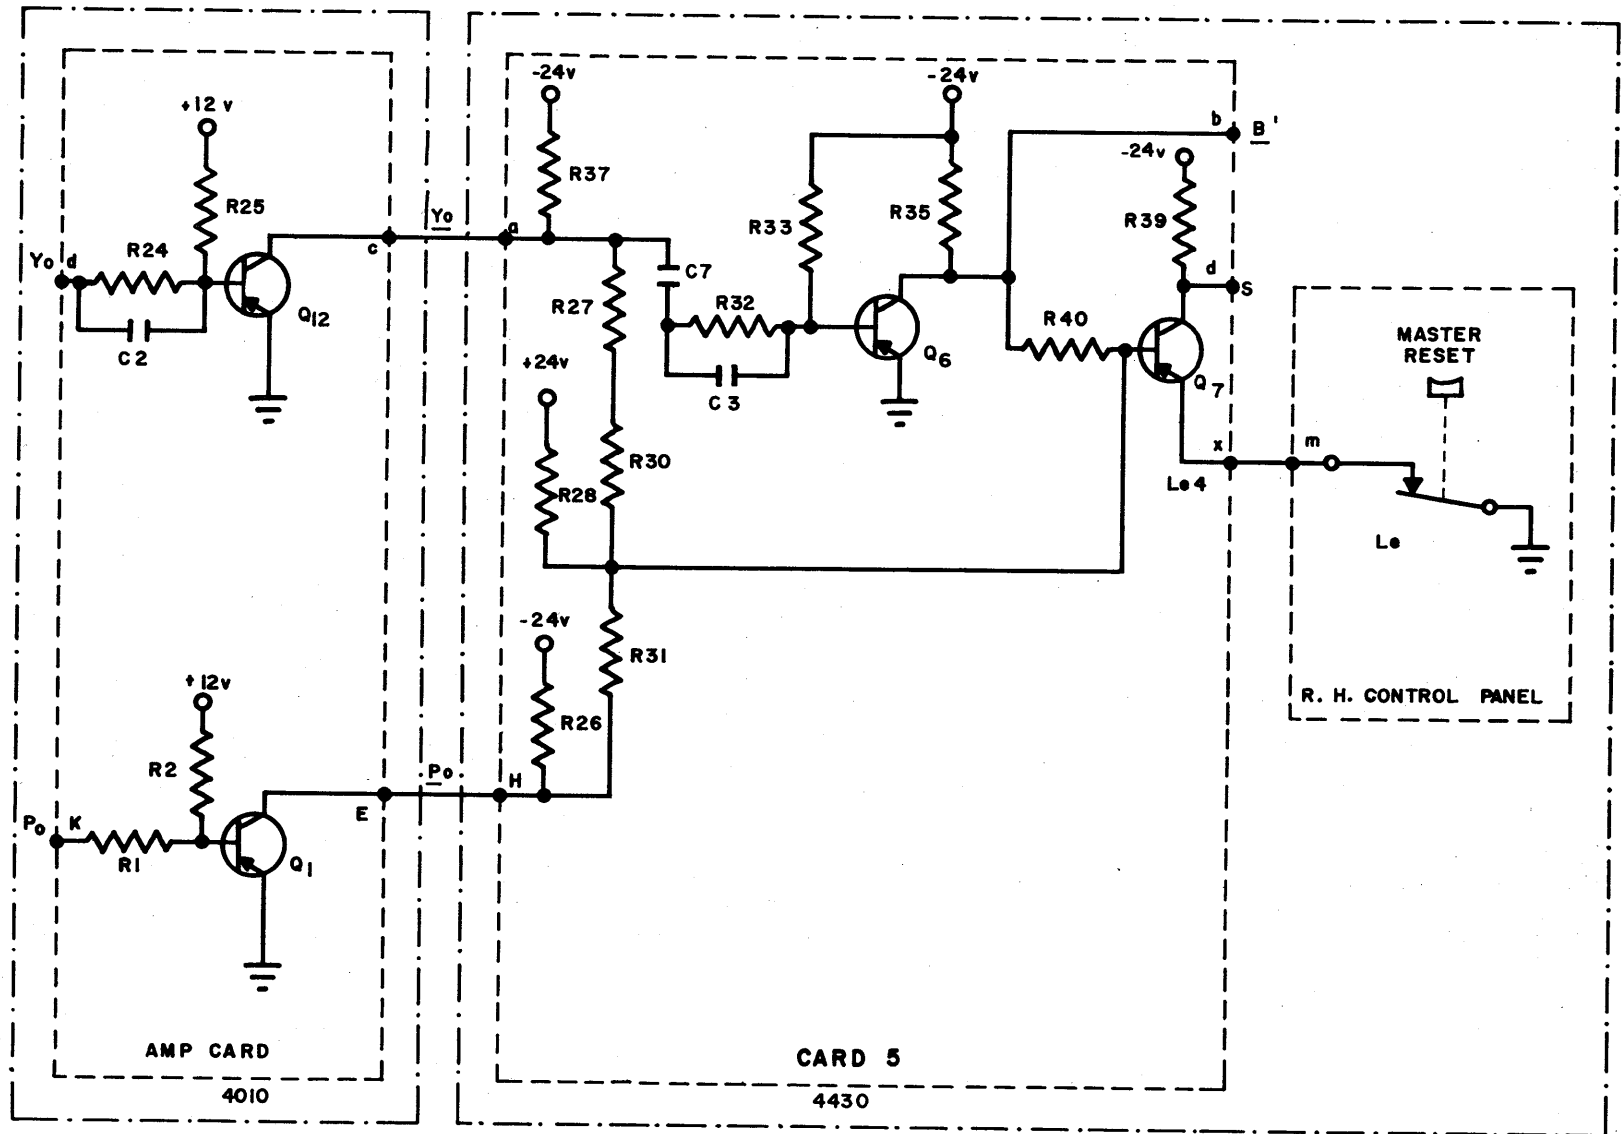 -24v
-24v
+12 v
b
B'
-24v
R37
R25
R33
R35
R39
Yo
a
R24
c
Yo d
C7
d
S
R27
R32
Q12
R40
MASTER
RESET
C2
+24v
Q6
Q7
C3
x
m
R30
R28
Le4
Le
-24v
R31
+12v
R26
R. H. CONTROL PANEL
R2
Po
H
E
Po K
R1
Q1
AMP CARD
CARD 5
4010
4430